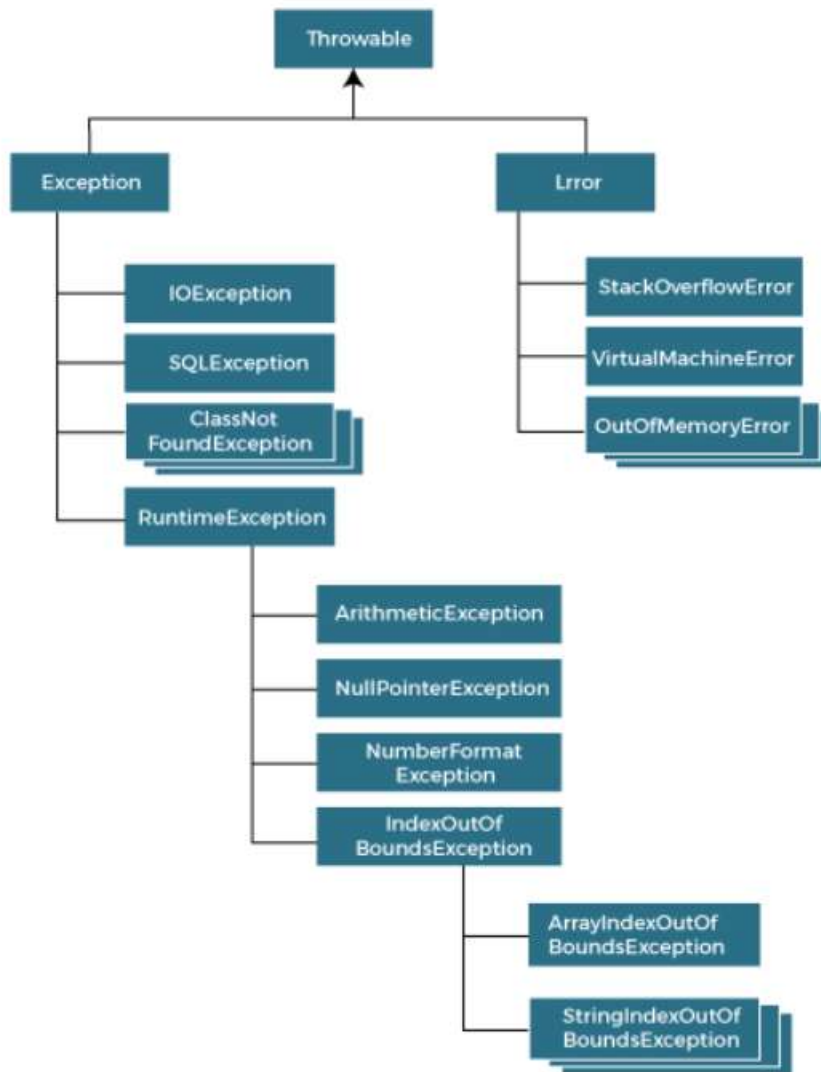 Throwable
Exception
Lrror
IOException
SQLException
ClassNot
FoundException
RuntimeException
StackOverflowError
VirtualMachineError
OutOfMemoryError
ArithmeticException
NullPointerException
NumberFormat
Exception
IndexOutOf
BoundsException
ArrayIndexOutOf
BoundsException
StringIndexOutOf
BoundsException